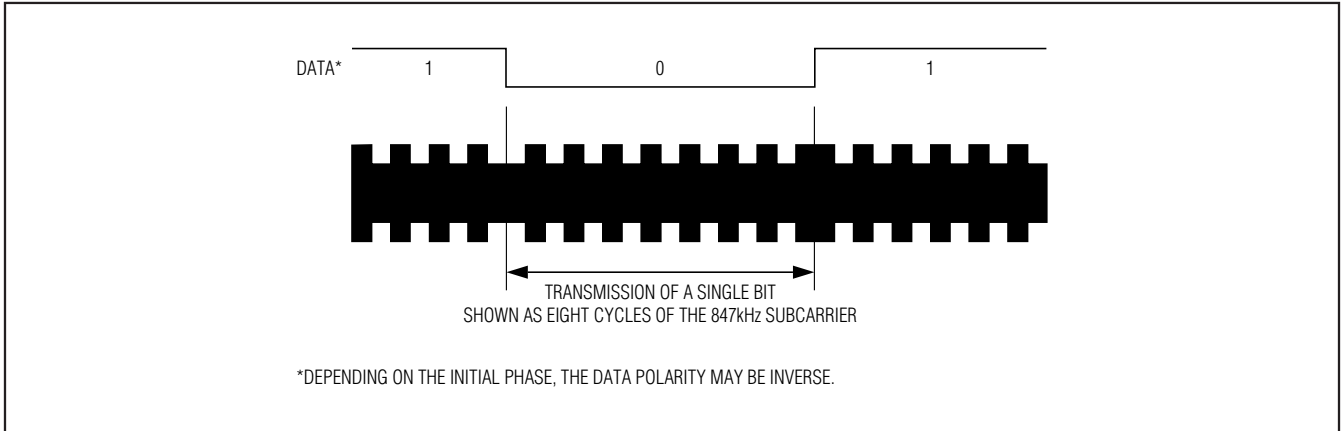 DATA* 1 0 1
TRANSMISSION OF A SINGLE BIT
SHOWN AS EIGHT CYCLES OF THE 847kHz SUBCARRIER
*DEPENDING ON THE INITIAL PHASE, THE DATA POLARITY MAY BE INVERSE.